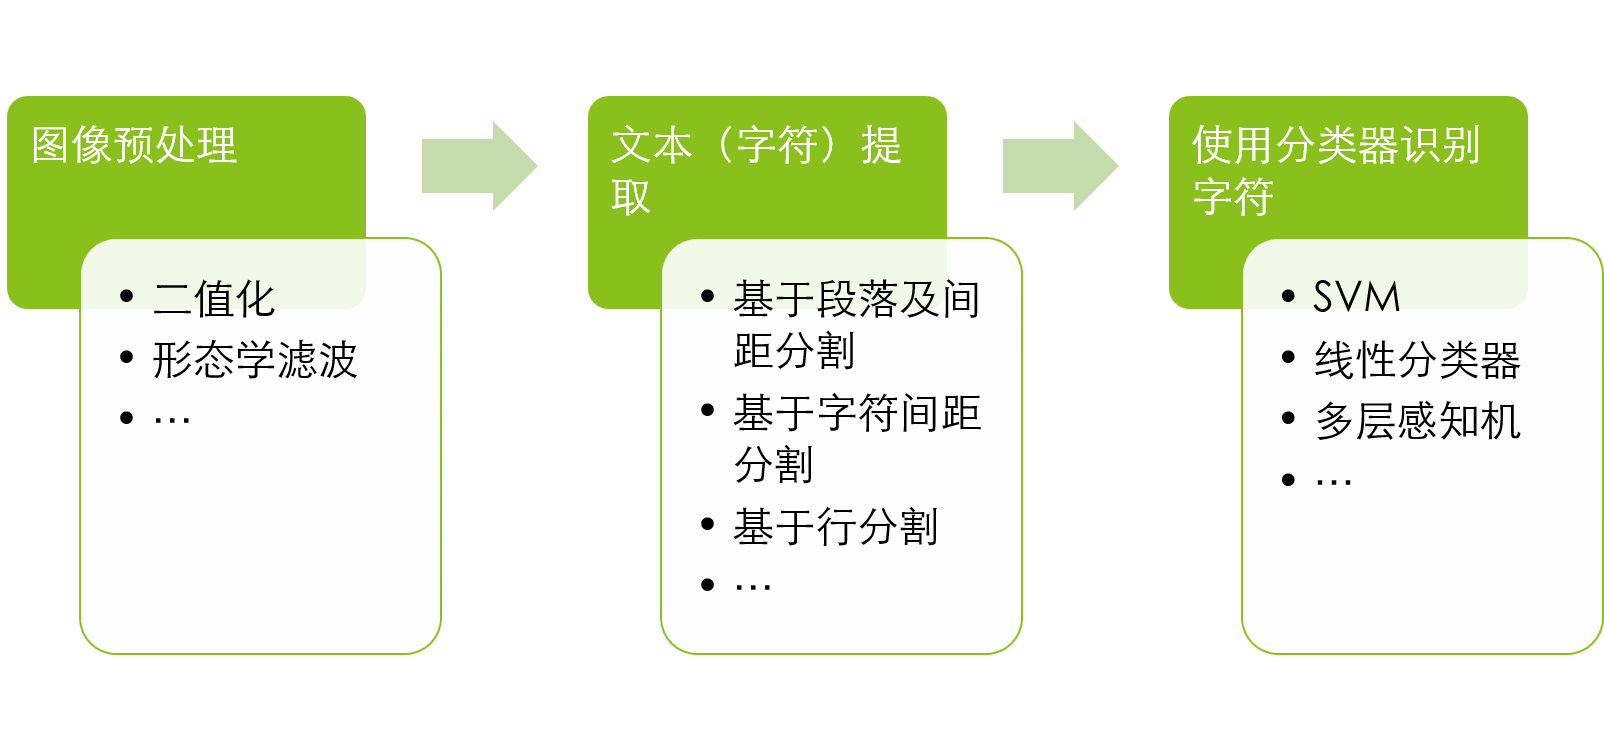 图像预处理
• 二值化
• 形态学滤波
• …
文本（字符）提
取
• 基于段落及间
距分割
• 基于字符间距
分割
• 基于行分割
• …
使用分类器识别
字符
• SVM
• 线性分类器
• 多层感知机
• …